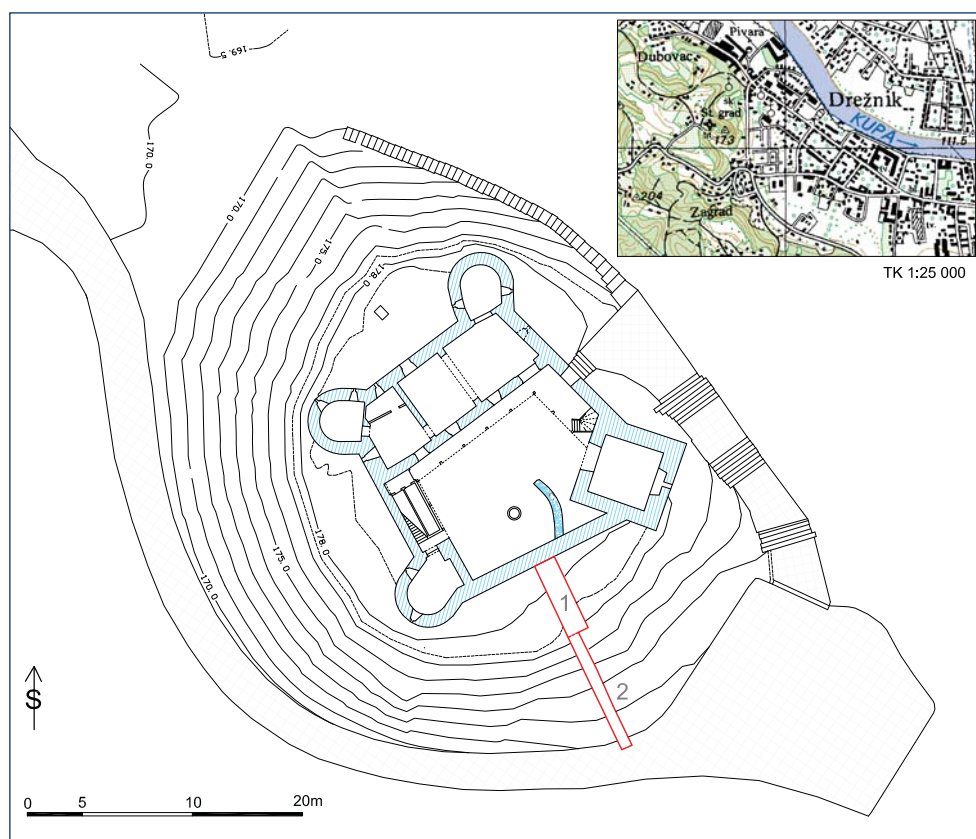 169.5
170.0
170.0
175.0
178.0
178.0
175.0
170.0
1
2
S
0 5 10 20m
Pivara
Dubovac
Drežnik
St. grad
173
KUPA →
111.5
204
Zagrad
TK 1:25 000